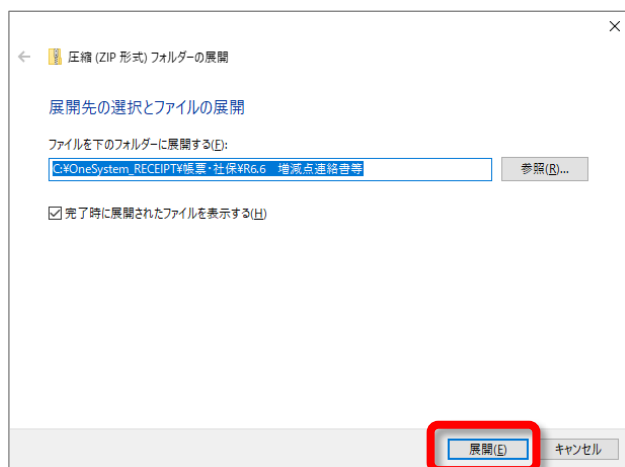 圧縮 (ZIP 形式) フォルダーの展開
展開先の選択とファイルの展開
ファイルを下のフォルダーに展開する(F):
C:¥OneSystem_RECEIPT¥帳票・社保¥R6.6　増減点連絡書等
参照(R)...
完了時に展開されたファイルを表示する(H)
展開(E)
キャンセル